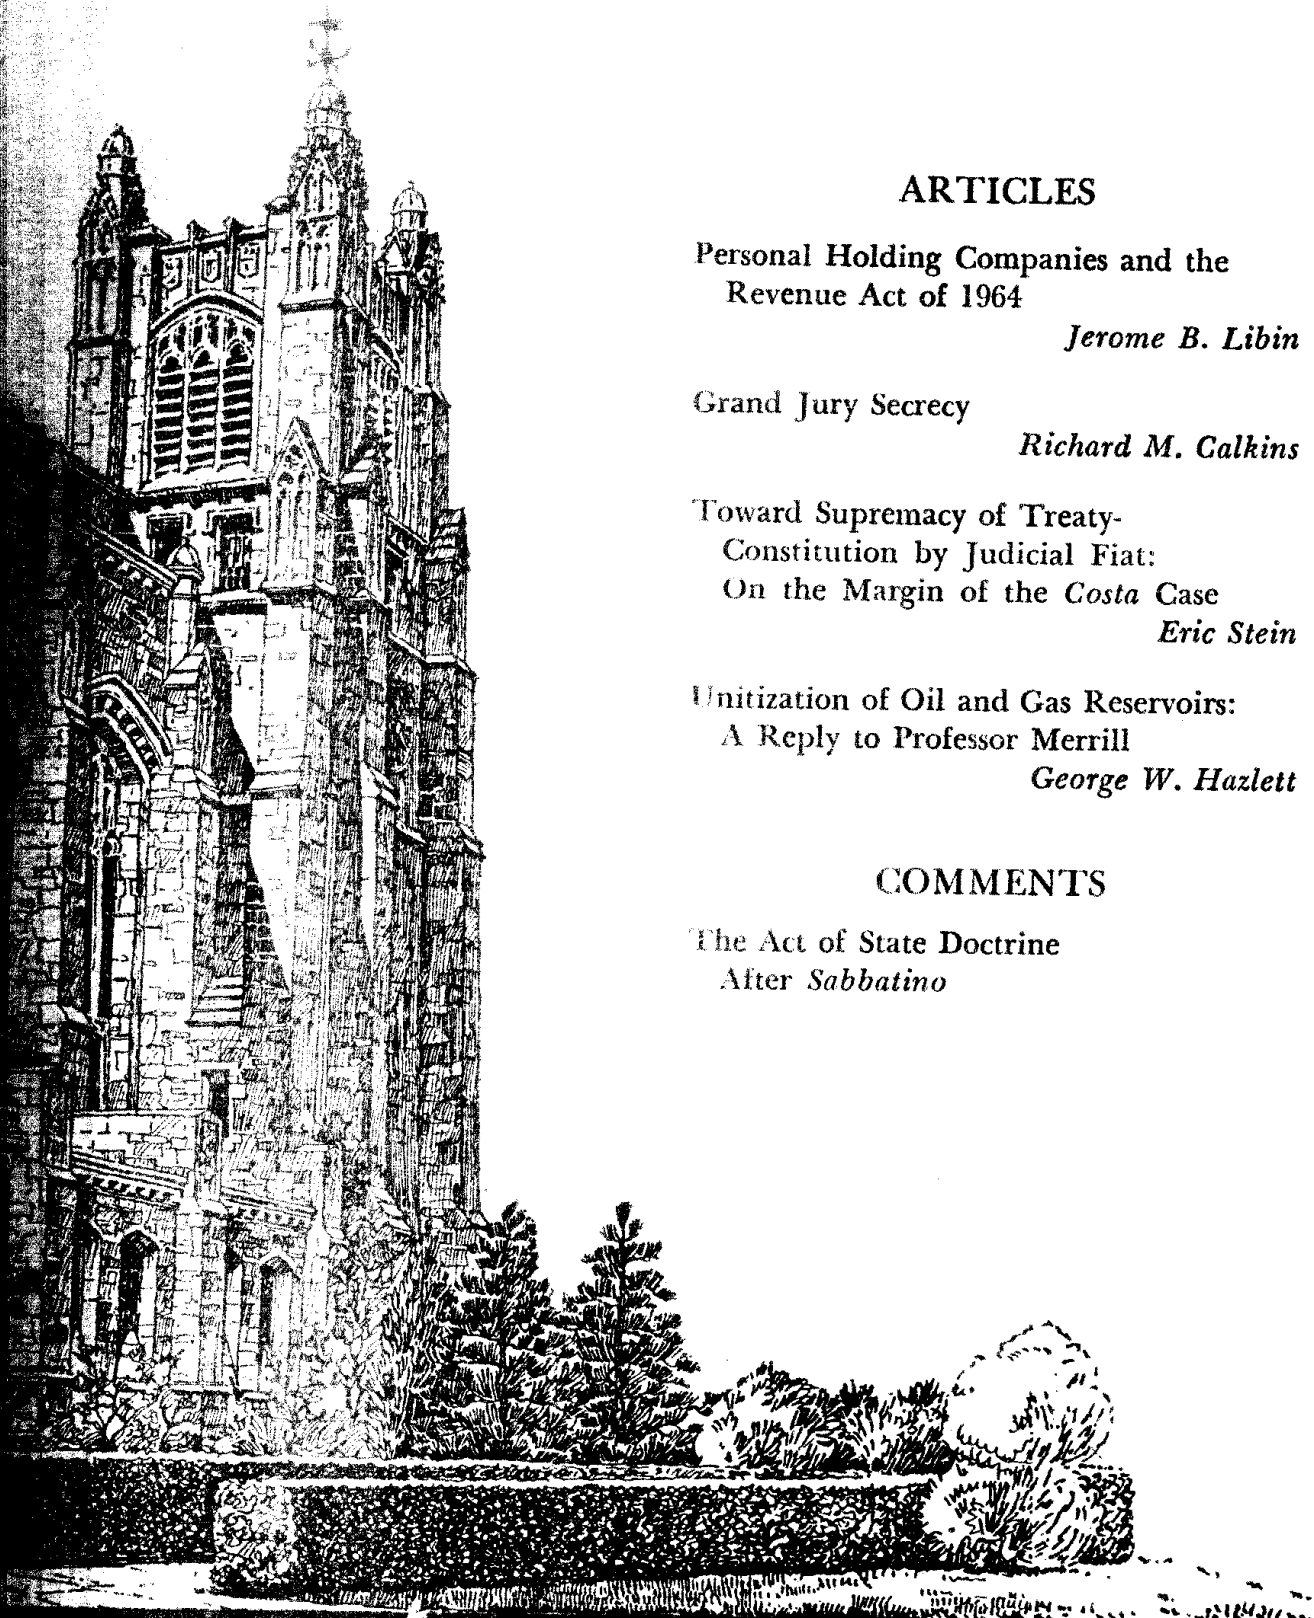 ARTICLES
Personal Holding Companies and the
Revenue Act of 1964
Jerome B. Libin
Grand Jury Secrecy
Richard M. Calkins
Toward Supremacy of Treaty-
Constitution by Judicial Fiat:
On the Margin of the Costa Case
Eric Stein
Unitization of Oil and Gas Reservoirs:
A Reply to Professor Merrill
George W. Hazlett
COMMENTS
The Act of State Doctrine
After Sabbatino